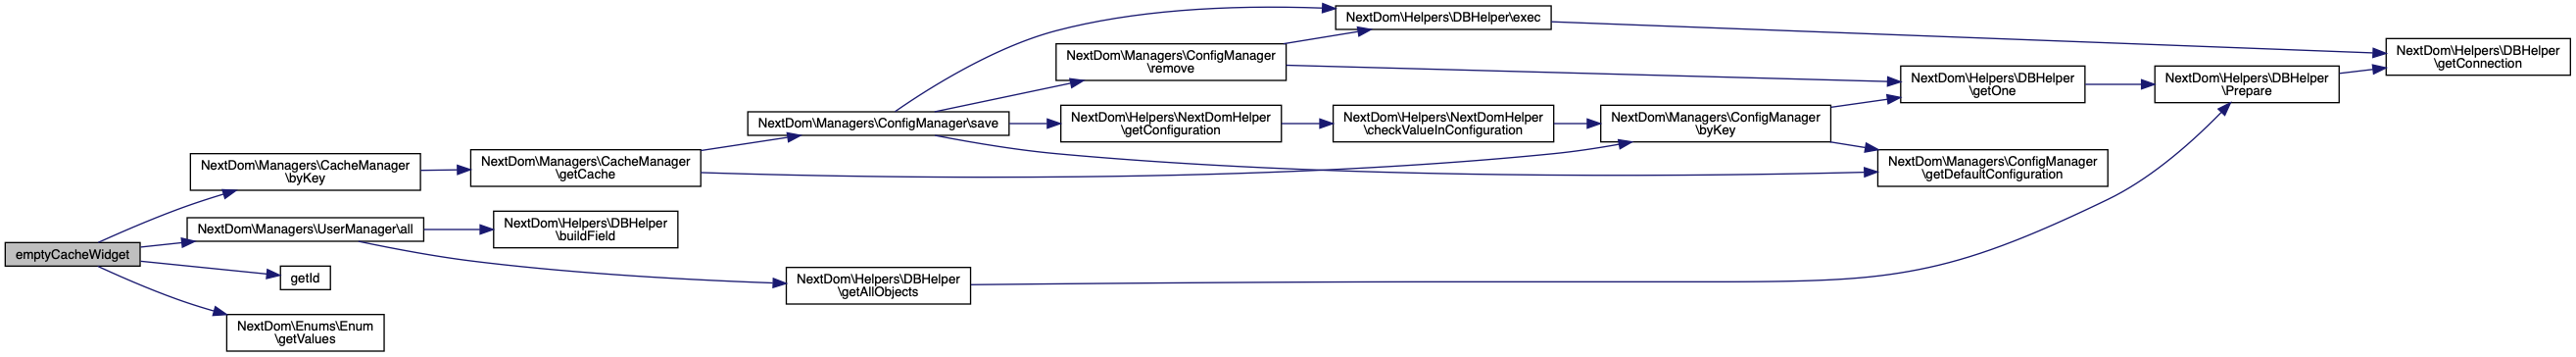 emptyCacheWidget
NextDom\Managers\CacheManager
\byKey
NextDom\Managers\UserManager\all
getId
NextDom\Enums\Enum
\getValues
NextDom\Managers\CacheManager
\getCache
NextDom\Helpers\DBHelper
\buildField
NextDom\Managers\ConfigManager\save
NextDom\Helpers\DBHelper
\getAllObjects
NextDom\Managers\ConfigManager
\remove
NextDom\Helpers\NextDomHelper
\getConfiguration
NextDom\Helpers\DBHelper\exec
NextDom\Helpers\NextDomHelper
\checkValueInConfiguration
NextDom\Managers\ConfigManager
\byKey
NextDom\Helpers\DBHelper
\getOne
NextDom\Managers\ConfigManager
\getDefaultConfiguration
NextDom\Helpers\DBHelper
\Prepare
NextDom\Helpers\DBHelper
\getConnection